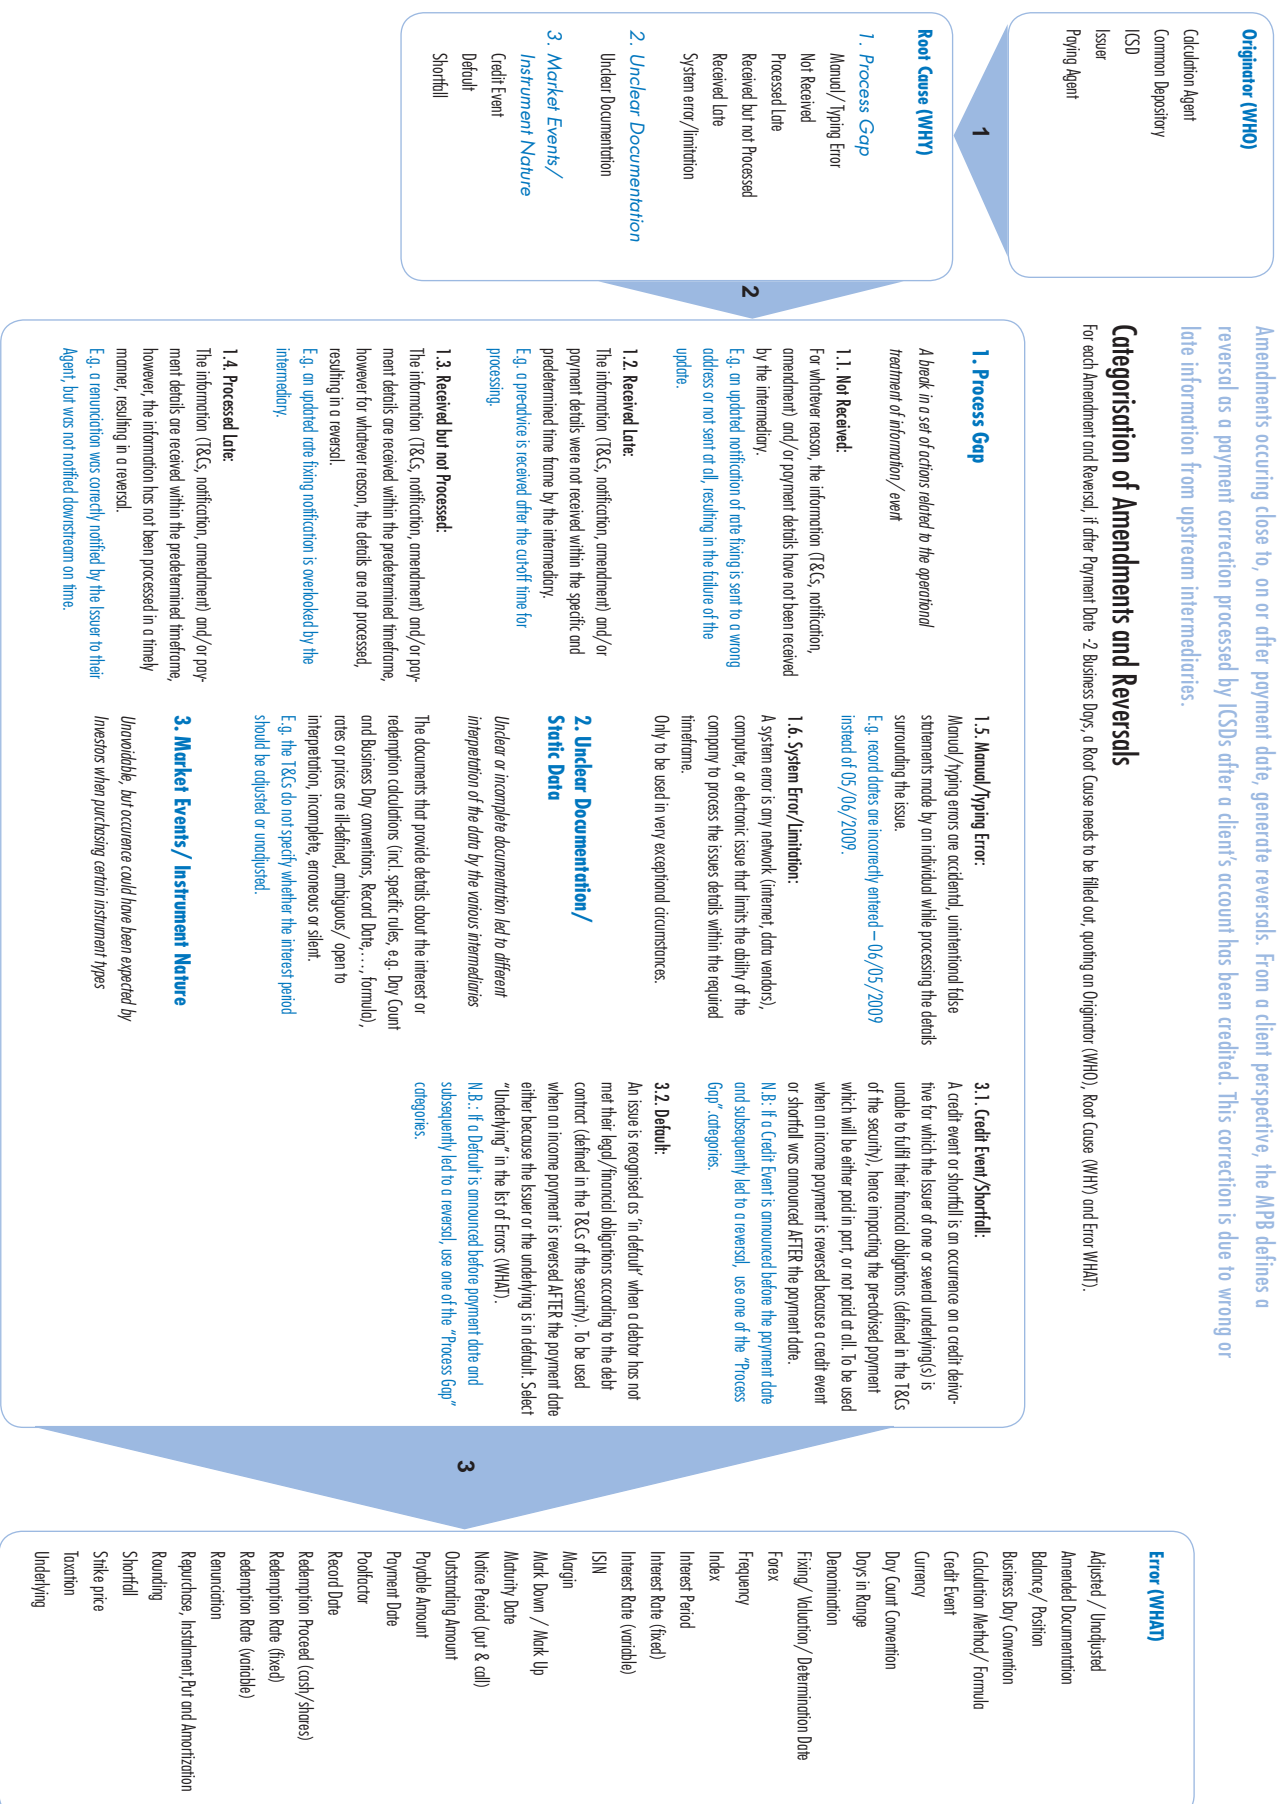 Amendments occuring close to, on or after payment date, generate reversals. From a client perspective, the MPB defines a
reversal as a payment correction processed by ICSDs after a client's account has been credited. This correction is due to wrong or
late information from upstream intermediaries.
Categorisation of Amendments and Reversals
For each Amendment and Reversal, if after Payment Date -2 Business Days, a Root Cause needs to be filled out, quoting an Originator (WHO), Root Cause (WHY) and Error WHAT).
Originator (WHO)
Calculation Agent
Common Depository
ICSD
Issuer
Paying Agent
1
Root Cause (WHY)
1. Process Gap
Manual/ Typing Error
Not Received
Processed Late
Received but not Processed
Received Late
System error/limitation
2. Unclear Documentation
Unclear Documentation
3. Market Events/
Instrument Nature
Credit Event
Default
Shortfall
2
1. Process Gap
A break in a set of actions related to the operational
treatment of information/ event
1.1. Not Received:
For whatever reason, the information (T&Cs, notification,
amendment) and/or payment details have not been received
by the intermediary.
E.g. an updated notification of rate fixing is sent to a wrong
address or not sent at all, resulting in the failure of the
update.
1.2. Received Late:
The information (T&Cs, notification, amendment) and/or
payment details were not received within the specific and
predetermined time frame by the intermediary.
E.g. a pre-advice is received after the cut-off time for
processing.
1.3. Received but not Processed:
The information (T&Cs, notification, amendment) and/or pay-
ment details are received within the predetermined timeframe,
however for whatever reason, the details are not processed,
resulting in a reversal.
E.g. an updated rate fixing notification is overlooked by the
intermediary.
1.4. Processed Late:
The information (T&Cs, notification, amendment) and/or pay-
ment details are received within the predetermined timeframe,
however, the information has not been processed in a timely
manner, resulting in a reversal.
E.g. a renunciation was correctly notified by the Issuer to their
Agent, but was not notified downstream on time.
1.5. Manual/Typing Error:
Manual/typing errors are accidental, unintentional false
statements made by an individual while processing the details
surrounding the issue.
E.g. record dates are incorrectly entered – 06/05/2009
instead of 05/06/2009.
1.6. System Error/Limitation:
A system error is any network (internet, data vendors),
computer, or electronic issue that limits the ability of the
company to process the issues details within the required
timeframe.
Only to be used in very exceptional circumstances.
2. Unclear Documentation/
Static Data
Unclear or incomplete documentation led to different
interpretation of the data by the various intermediaries
The documents that provide details about the interest or
redemption calculations (incl. specific rules, e.g. Day Count
and Business Day conventions, Record Date,..., formula),
rates or prices are ill-defined, ambiguous/ open to
interpretation, incomplete, erroneous or silent.
E.g. the T&Cs do not specify whether the interest period
should be adjusted or unadjusted.
3. Market Events/ Instrument Nature
Unavoidable, but occurence could have been expected by
Investors when purchasing certain instrument types
3.1. Credit Event/Shortfall:
A credit event or shortfall is an occurrence on a credit deriva-
tive for which the Issuer of one or several underlying(s) is
unable to fulfil their financial obligations (defined in the T&Cs
of the security), hence impacting the pre-advised payment
which will be either paid in part, or not paid at all. To be used
when an income payment is reversed because a credit event
or shortfall was announced AFTER the payment date.
N.B: If a Credit Event is announced before the payment date
and subsequently led to a reversal, use one of the "Process
Gap".categories.
3.2. Default:
An issue is recognised as 'in default' when a debtor has not
met their legal/financial obligations according to the debt
contract (defined in the T&Cs of the security). To be used
when an income payment is reversed AFTER the payment date
either because the Issuer or the underlying is in default. Select
"Underlying" in the list of Errors (WHAT).
N.B.: If a Default is announced before payment date and
subsequently led to a reversal, use one of the "Process Gap"
categories.
3
Error (WHAT)
Adjusted/ Unadjusted
Amended Documentation
Balance/ Position
Business Day Convention
Calculation Method/ Formula
Credit Event
Currency
Day Count Convention
Days in Range
Denomination
Fixing/ Valuation/ Determination Date
Forex
Frequency
Index
Interest Period
Interest Rate (fixed)
Interest Rate (variable)
ISIN
Margin
Mark Down / Mark Up
Maturity Date
Notice Period (put & call)
Outstanding Amount
Payable Amount
Payment Date
Poolfactor
Record Date
Redemption Proceed (cash/shares)
Redemption Rate (fixed)
Redemption Rate (variable)
Renunciation
Repurchase, Instalment,Put and Amortization
Rounding
Shortfall
Strike price
Taxation
Underlying